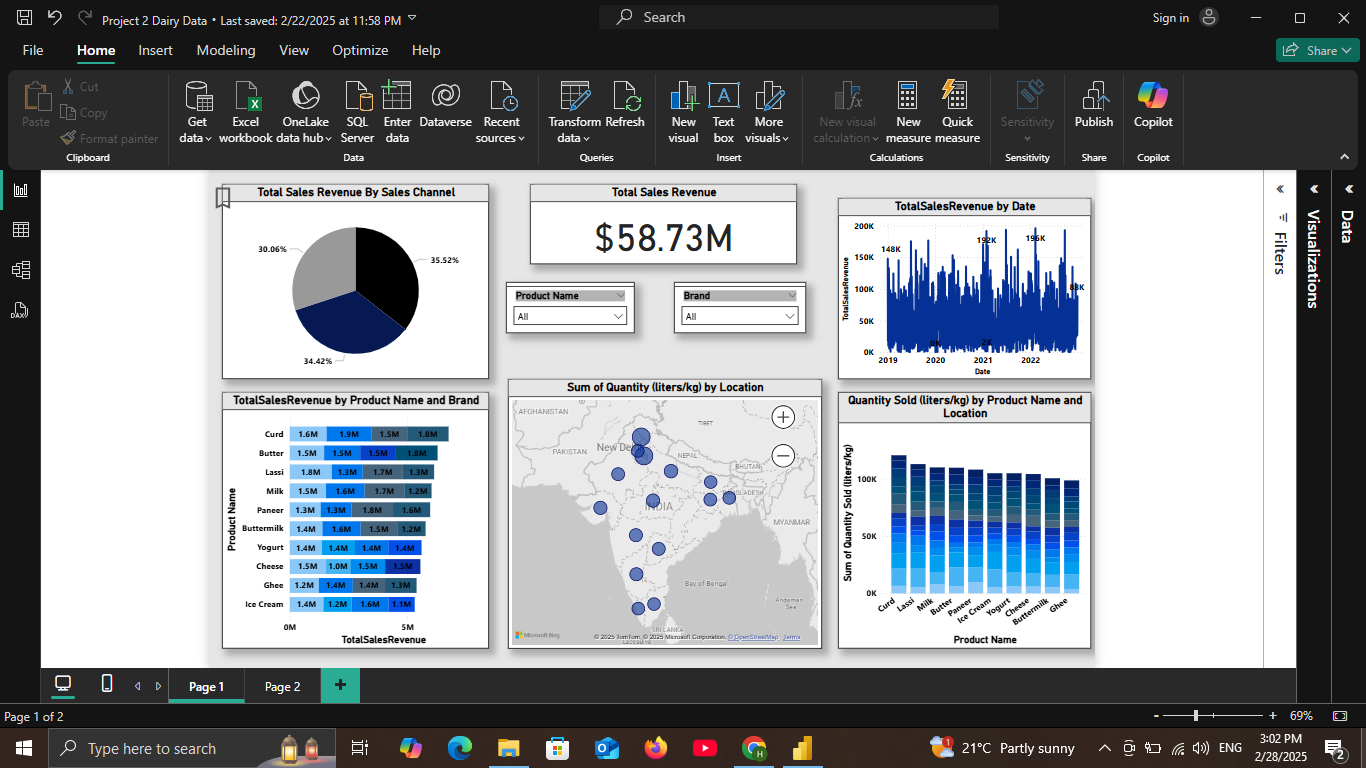 Project 2 Dairy Data • Last saved: 2/22/2025 at 11:58 PM
Search
Sign in
File
Home
Insert
Modeling
View
Optimize
Help
Share
Paste
Cut
Copy
Format painter
Clipboard
Get data
Excel workbook
OneLake data hub
SQL Server
Enter data
Dataverse
Recent sources
Data
Transform data
Refresh
Queries
New visual
Text box
More visuals
Insert
New visual calculation
New measure
Quick measure
Calculations
Sensitivity
Sensitivity
Publish
Share
Copilot
Copilot
Total Sales Revenue By Sales Channel
30.06%
35.52%
34.42%
Total Sales Revenue
$58.73M
Product Name
All
Brand
All
TotalSalesRevenue by Date
TotalSalesRevenue
200K
150K
100K
50K
0K
148K
192K
196K
88K
0K
2K
2019
2020
2021
2022
Date
TotalSalesRevenue by Product Name and Brand
Product Name
Curd 1.6M 1.9M 1.5M 1.8M
Butter 1.5M 1.5M 1.5M 1.8M
Lassi 1.8M 1.3M 1.7M 1.3M
Milk 1.5M 1.6M 1.7M 1.2M
Paneer 1.3M 1.3M 1.8M 1.6M
Buttermilk 1.4M 1.6M 1.5M 1.2M
Yogurt 1.4M 1.4M 1.4M 1.4M
Cheese 1.5M 1.0M 1.5M 1.5M
Ghee 1.2M 1.4M 1.4M 1.3M
Ice Cream 1.4M 1.2M 1.6M 1.1M
0M 5M
TotalSalesRevenue
Sum of Quantity (liters/kg) by Location
AFGHANISTAN
TIBET
PAKISTAN
New De
NEPAL
BHUTAN
BANGLADESH
INDIA
MYANMAR
Bay of Bengal
Andaman Sea
SRI LANKA
Laccadive
Microsoft Bing
© 2025 TomTom, © 2025 Microsoft Corporation, © OpenStreetMap Terms
Quantity Sold (liters/kg) by Product Name and
Location
Sum of Quantity Sold (liters/kg)
100K
50K
0K
Curd
Lassi
Milk
Butter
Paneer
Ice Cream
Yogurt
Cheese
Buttermilk
Ghee
Product Name
Filters
Visualizations
Data
DAX
Page 1
Page 2
Page 1 of 2
69%
Type here to search
21°C Partly sunny
ENG
3:02 PM
2/28/2025
2